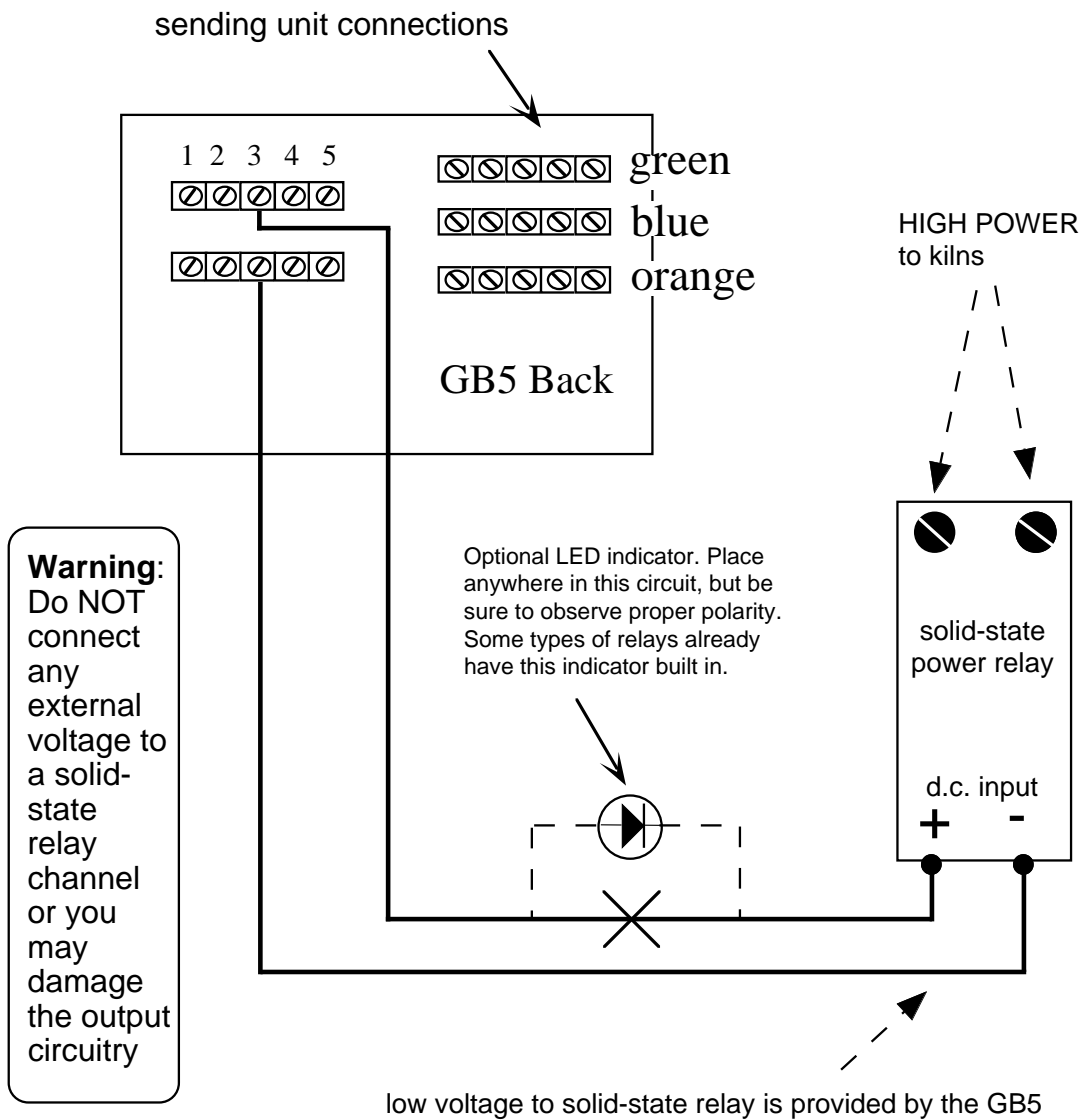 sending unit connections
1 2 3 4 5
green
blue
orange
GB5 Back
HIGH POWER
to kilns
Warning:
Do NOT
connect
any
external
voltage to
a solid-
state
relay
channel
or you
may
damage
the output
circuitry
Optional LED indicator. Place
anywhere in this circuit, but be
sure to observe proper polarity.
Some types of relays already
have this indicator built in.
solid-state
power relay
d.c. input
+ -
low voltage to solid-state relay is provided by the GB5